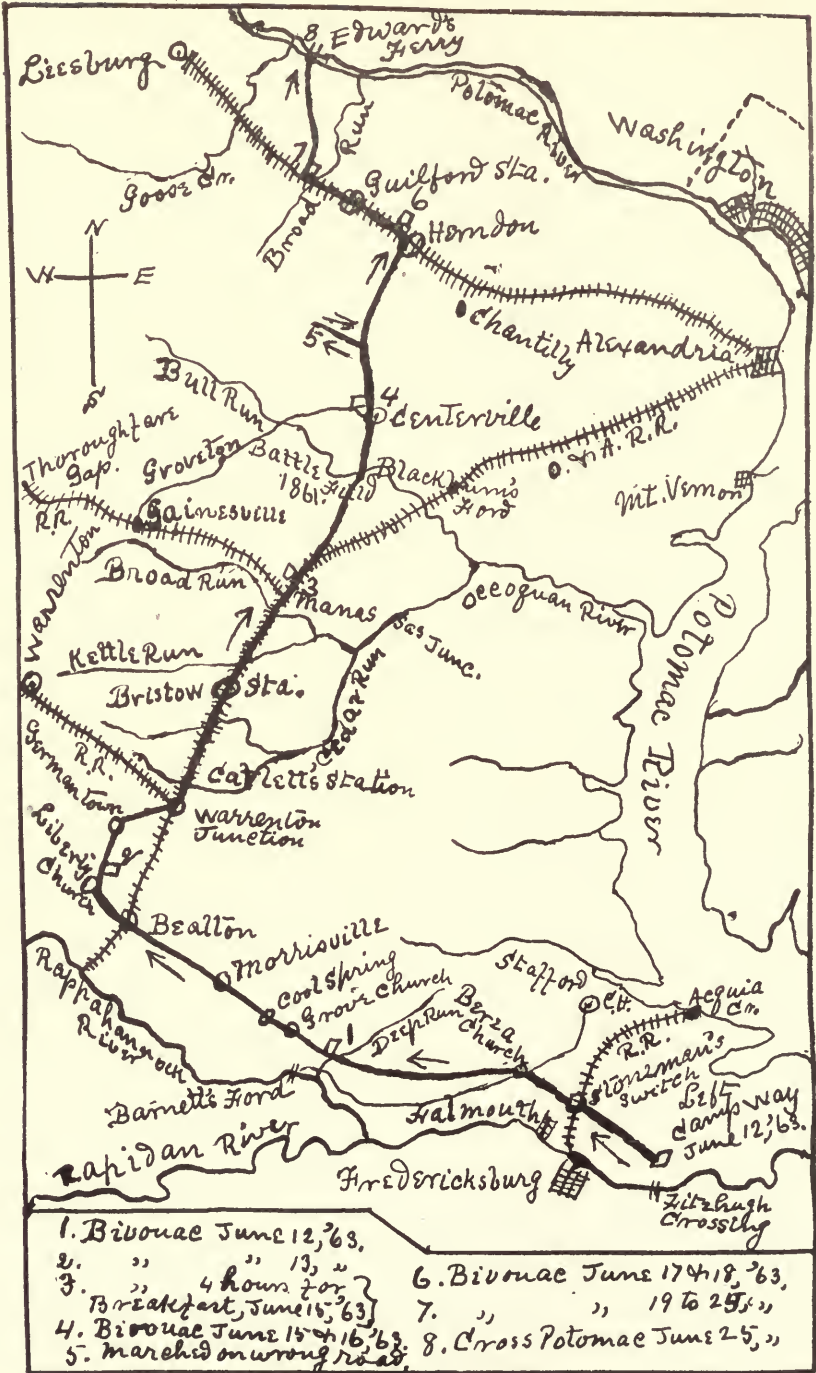 8 Edward's
Ferry
Leesburg
Potomac
River
Washington
Goose Cr.
7
Run
Broad
Guilford Sta.
6
Herndon
N
W E
S
5
Chantilly
Alexandria
Bull Run
4
Centerville
Thoroughfare
Gap.
Groveton
Battle
Field
1861.
Blackburn's
Ford
O. & A. R.R.
Mt. Vernon
R.R.
Gainesville
Warrenton
Broad Run
3
Manas
sas Junc.
Occoquan River
Potomac River
Kettle Run
Bristow Sta.
Cedar Run
R.R.
Germantown
Catlett's Station
Warrenton
Junction
Liberty
Church
2
Bealton
Morrisville
Cool Spring
Grove Church
Rappahannock
River
Stafford
C.H.
Acquia
Cr.
1
Deep Run
Berea
Church
R.R.
Stoneman's
Switch
Barnett's Ford
Falmouth
Left
Camp Way
June 12,'63.
Rapidan River
Fredericksburg
Fitzhugh
Crossing
1. Bivouac June 12,'63.
2. ,, ,, 13, ,,
3. ,, 4 hours for
Breakfast, June 15,'63
4. Bivouac June 15 & 16,'63.
5. Marched on wrong road.
6. Bivouac June 17 & 18,'63,
7. ,, ,, 19 to 25, ,,
8. Cross Potomac June 25, ,,